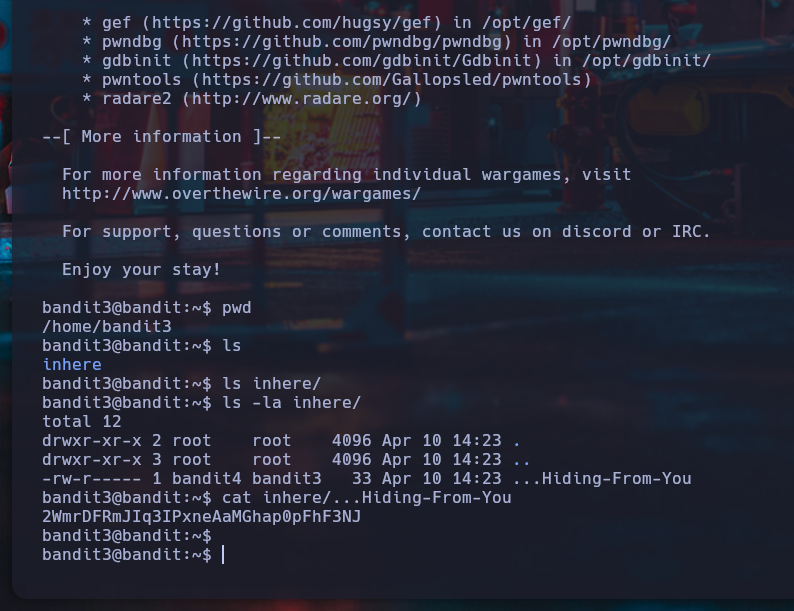 * gef (https://github.com/hugsy/gef) in /opt/gef/
* pwndbg (https://github.com/pwndbg/pwndbg) in /opt/pwndbg/
* gdbinit (https://github.com/gdbinit/Gdbinit) in /opt/gdbinit/
* pwntools (https://github.com/Gallopsled/pwntools)
* radare2 (http://www.radare.org/)
--[ More information ]--
For more information regarding individual wargames, visit
http://www.overthewire.org/wargames/
For support, questions or comments, contact us on discord or IRC.
Enjoy your stay!
bandit3@bandit:~$ pwd
/home/bandit3
bandit3@bandit:~$ ls
inhere
bandit3@bandit:~$ ls inhere/
bandit3@bandit:~$ ls -la inhere/
total 12
drwxr-xr-x 2 root    root    4096 Apr 10 14:23 .
drwxr-xr-x 3 root    root    4096 Apr 10 14:23 ..
-rw-r----- 1 bandit4 bandit3   33 Apr 10 14:23 ...Hiding-From-You
bandit3@bandit:~$ cat inhere/...Hiding-From-You
2WmrDFRmJIq3IPxneAaMGhap0pFhF3NJ
bandit3@bandit:~$
bandit3@bandit:~$